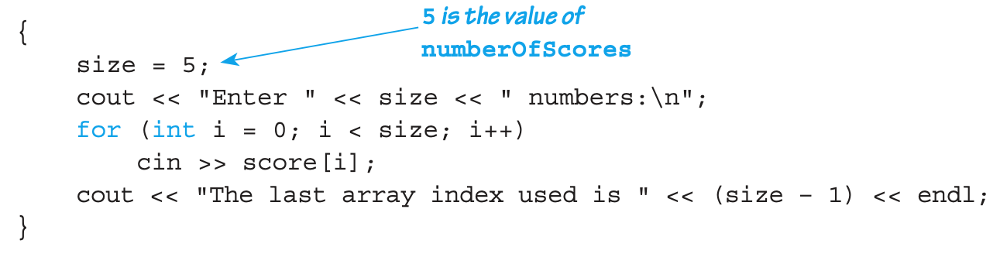 5 is the value of
numberOfScores
{
    size = 5;
    cout << "Enter " << size << " numbers:\n";
    for (int i = 0; i < size; i++)
        cin >> score[i];
    cout << "The last array index used is " << (size - 1) << endl;
}